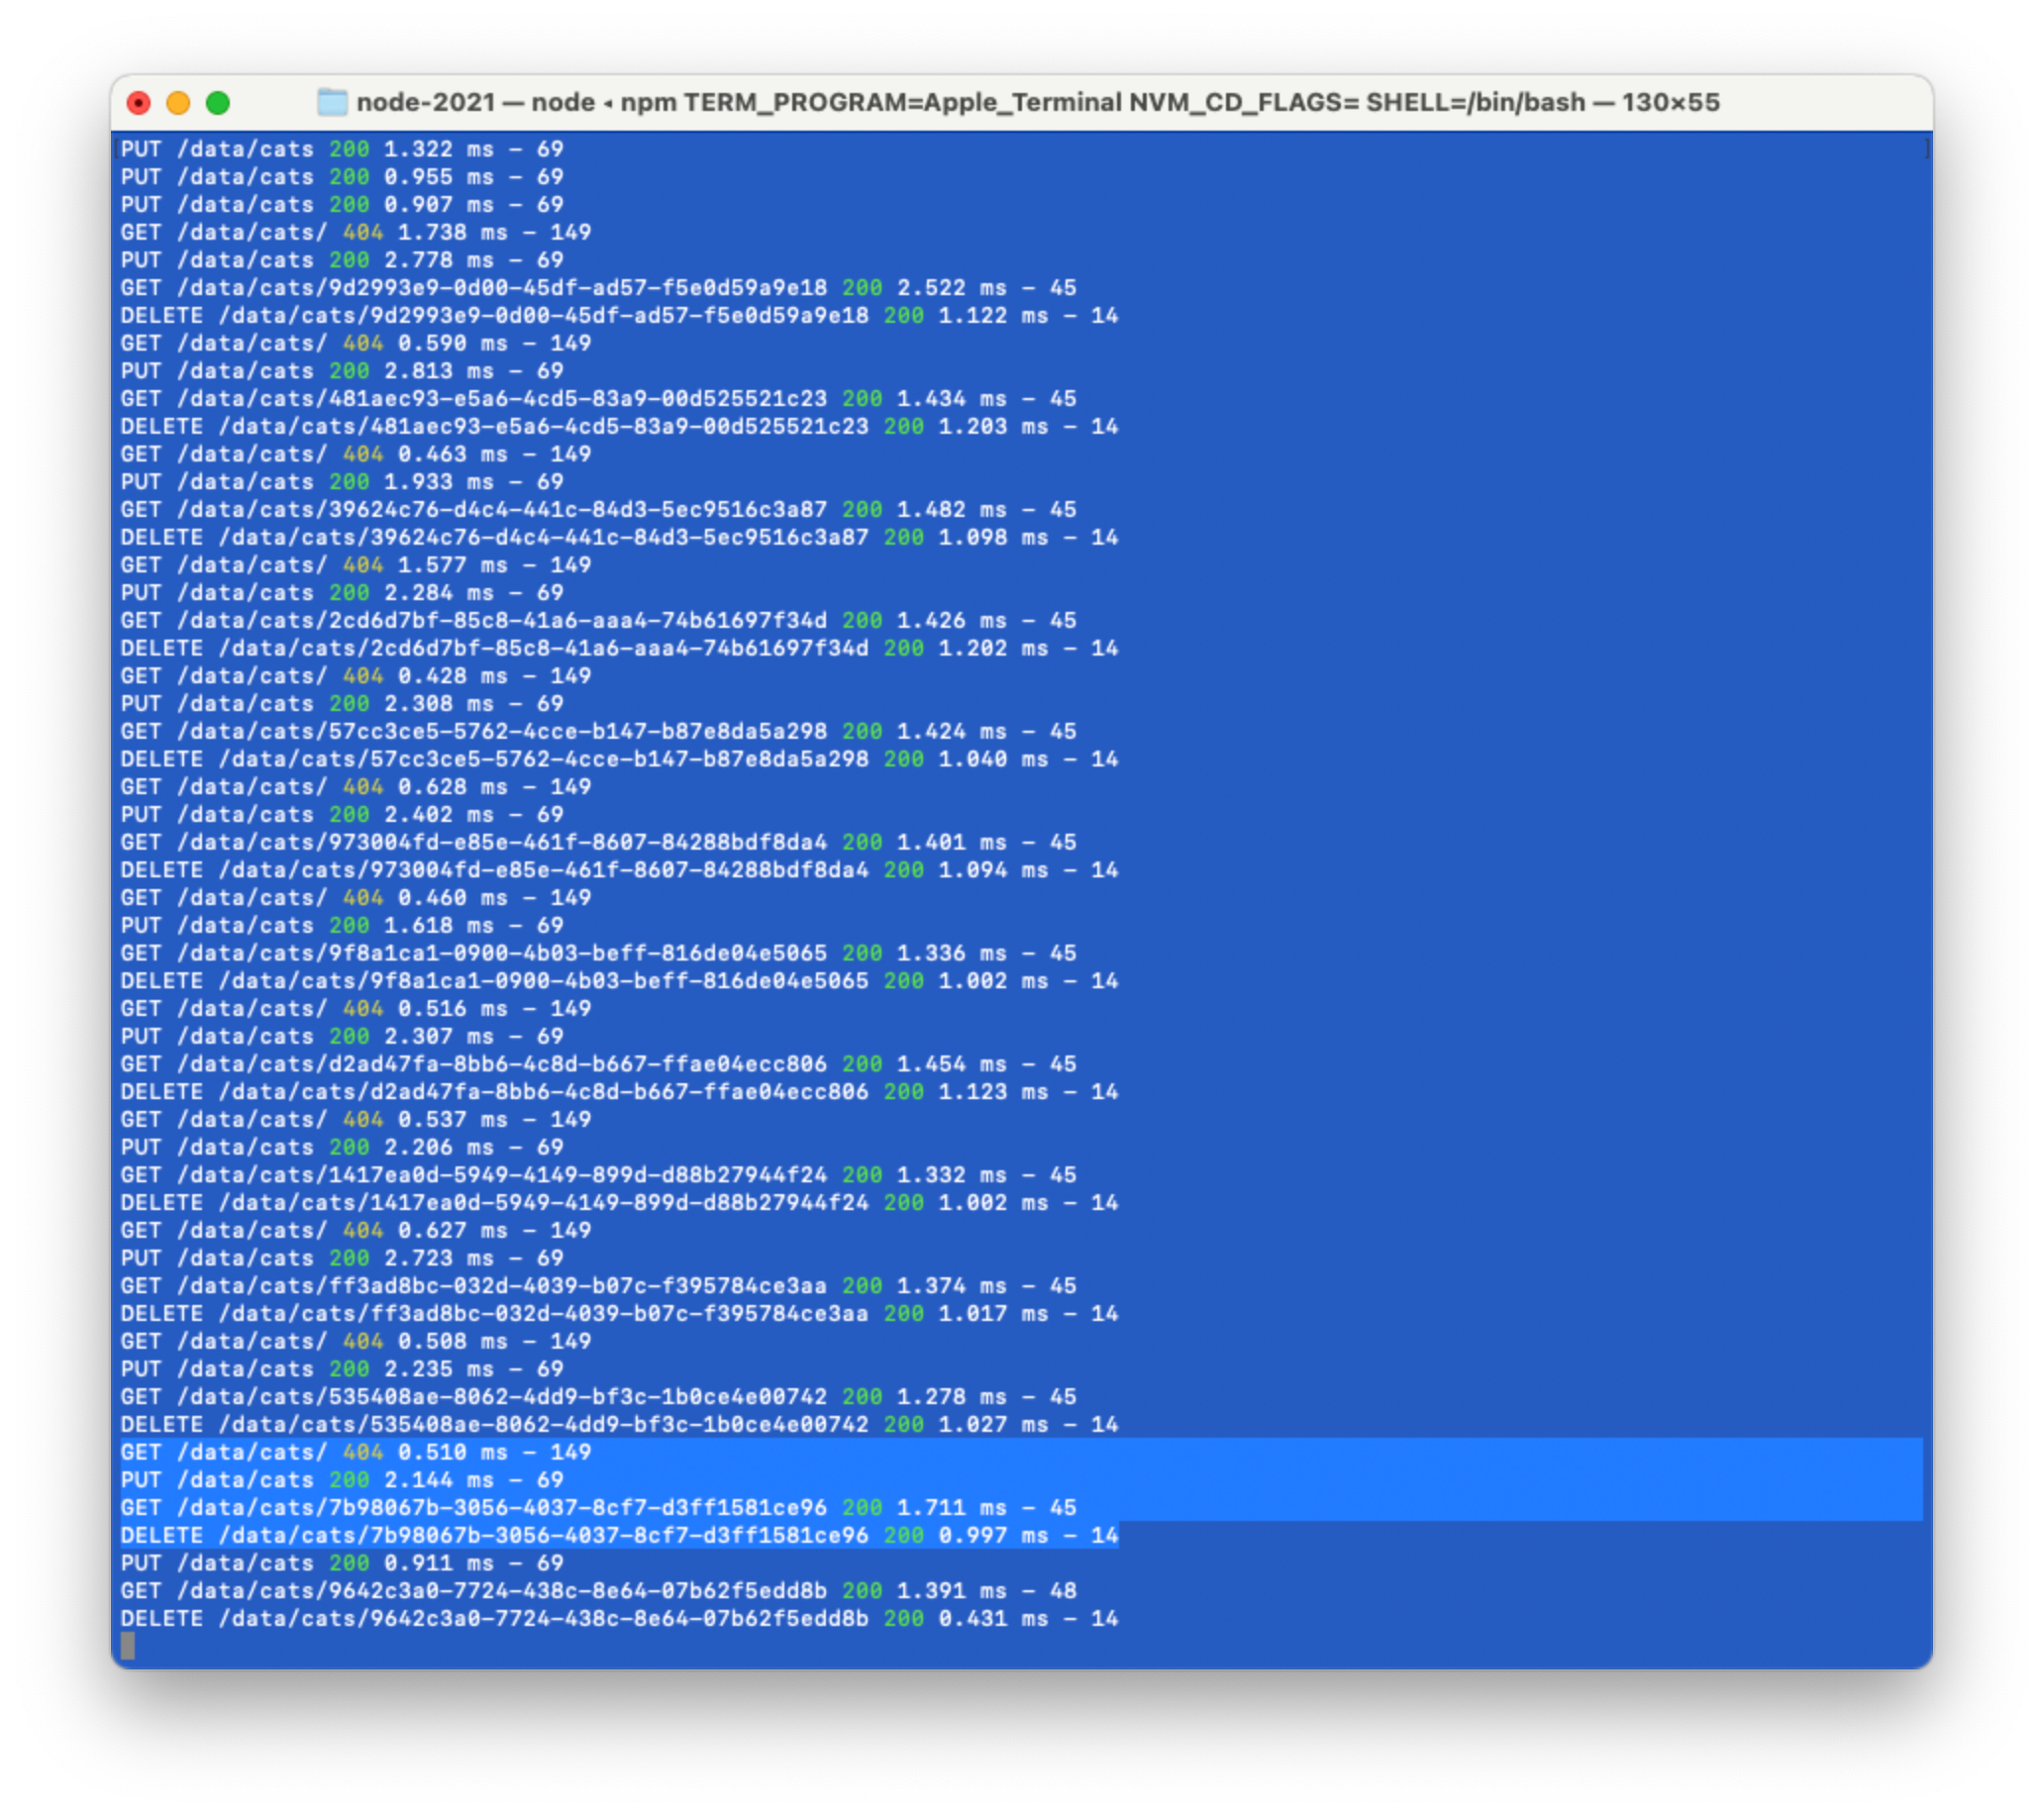 node-2021 — node ◂ npm TERM_PROGRAM=Apple_Terminal NVM_CD_FLAGS= SHELL=/bin/bash — 130×55
PUT /data/cats 200 1.322 ms - 69
PUT /data/cats 200 0.955 ms - 69
PUT /data/cats 200 0.907 ms - 69
GET /data/cats/ 404 1.738 ms - 149
PUT /data/cats 200 2.778 ms - 69
GET /data/cats/9d2993e9-0d00-45df-ad57-f5e0d59a9e18 200 2.522 ms - 45
DELETE /data/cats/9d2993e9-0d00-45df-ad57-f5e0d59a9e18 200 1.122 ms - 14
GET /data/cats/ 404 0.590 ms - 149
PUT /data/cats 200 2.813 ms - 69
GET /data/cats/481aec93-e5a6-4cd5-83a9-00d525521c23 200 1.434 ms - 45
DELETE /data/cats/481aec93-e5a6-4cd5-83a9-00d525521c23 200 1.203 ms - 14
GET /data/cats/ 404 0.463 ms - 149
PUT /data/cats 200 1.933 ms - 69
GET /data/cats/39624c76-d4c4-441c-84d3-5ec9516c3a87 200 1.482 ms - 45
DELETE /data/cats/39624c76-d4c4-441c-84d3-5ec9516c3a87 200 1.098 ms - 14
GET /data/cats/ 404 1.577 ms - 149
PUT /data/cats 200 2.284 ms - 69
GET /data/cats/2cd6d7bf-85c8-41a6-aaa4-74b61697f34d 200 1.426 ms - 45
DELETE /data/cats/2cd6d7bf-85c8-41a6-aaa4-74b61697f34d 200 1.202 ms - 14
GET /data/cats/ 404 0.428 ms - 149
PUT /data/cats 200 2.308 ms - 69
GET /data/cats/57cc3ce5-5762-4cce-b147-b87e8da5a298 200 1.424 ms - 45
DELETE /data/cats/57cc3ce5-5762-4cce-b147-b87e8da5a298 200 1.040 ms - 14
GET /data/cats/ 404 0.628 ms - 149
PUT /data/cats 200 2.402 ms - 69
GET /data/cats/973004fd-e85e-461f-8607-84288bdf8da4 200 1.401 ms - 45
DELETE /data/cats/973004fd-e85e-461f-8607-84288bdf8da4 200 1.094 ms - 14
GET /data/cats/ 404 0.460 ms - 149
PUT /data/cats 200 1.618 ms - 69
GET /data/cats/9f8a1ca1-0900-4b03-beff-816de04e5065 200 1.336 ms - 45
DELETE /data/cats/9f8a1ca1-0900-4b03-beff-816de04e5065 200 1.002 ms - 14
GET /data/cats/ 404 0.516 ms - 149
PUT /data/cats 200 2.307 ms - 69
GET /data/cats/d2ad47fa-8bb6-4c8d-b667-ffae04ecc806 200 1.454 ms - 45
DELETE /data/cats/d2ad47fa-8bb6-4c8d-b667-ffae04ecc806 200 1.123 ms - 14
GET /data/cats/ 404 0.537 ms - 149
PUT /data/cats 200 2.206 ms - 69
GET /data/cats/1417ea0d-5949-4149-899d-d88b27944f24 200 1.332 ms - 45
DELETE /data/cats/1417ea0d-5949-4149-899d-d88b27944f24 200 1.002 ms - 14
GET /data/cats/ 404 0.627 ms - 149
PUT /data/cats 200 2.723 ms - 69
GET /data/cats/ff3ad8bc-032d-4039-b07c-f395784ce3aa 200 1.374 ms - 45
DELETE /data/cats/ff3ad8bc-032d-4039-b07c-f395784ce3aa 200 1.017 ms - 14
GET /data/cats/ 404 0.508 ms - 149
PUT /data/cats 200 2.235 ms - 69
GET /data/cats/535408ae-8062-4dd9-bf3c-1b0ce4e00742 200 1.278 ms - 45
DELETE /data/cats/535408ae-8062-4dd9-bf3c-1b0ce4e00742 200 1.027 ms - 14
GET /data/cats/ 404 0.510 ms - 149
PUT /data/cats 200 2.144 ms - 69
GET /data/cats/7b98067b-3056-4037-8cf7-d3ff1581ce96 200 1.711 ms - 45
DELETE /data/cats/7b98067b-3056-4037-8cf7-d3ff1581ce96 200 0.997 ms - 14
PUT /data/cats 200 0.911 ms - 69
GET /data/cats/9642c3a0-7724-438c-8e64-07b62f5edd8b 200 1.391 ms - 48
DELETE /data/cats/9642c3a0-7724-438c-8e64-07b62f5edd8b 200 0.431 ms - 14